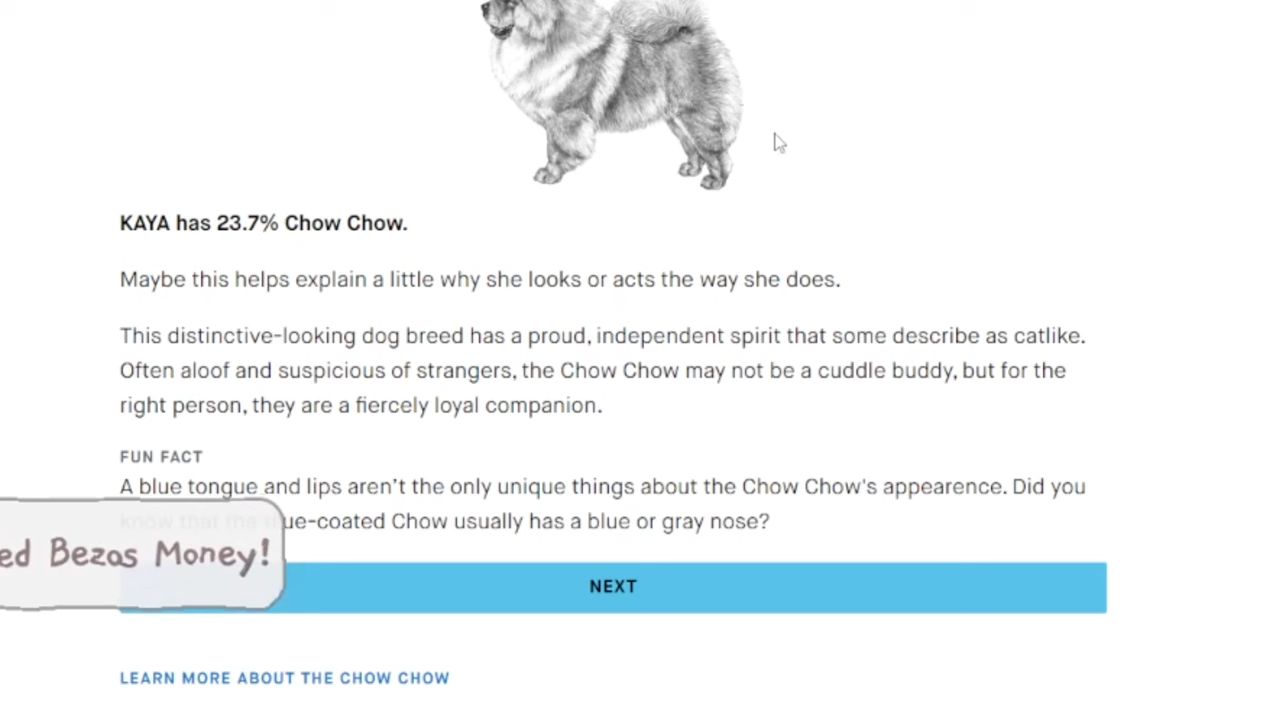 KAYA has 23.7% Chow Chow.
Maybe this helps explain a little why she looks or acts the way she does.
This distinctive-looking dog breed has a proud, independent spirit that some describe as catlike.
Often aloof and suspicious of strangers, the Chow Chow may not be a cuddle buddy, but for the
right person, they are a fiercely loyal companion.
FUN FACT
A blue tongue and lips aren't the only unique things about the Chow Chow's appearence. Did you
know that the blue-coated Chow usually has a blue or gray nose?
ed Bezos Money!
NEXT
LEARN MORE ABOUT THE CHOW CHOW